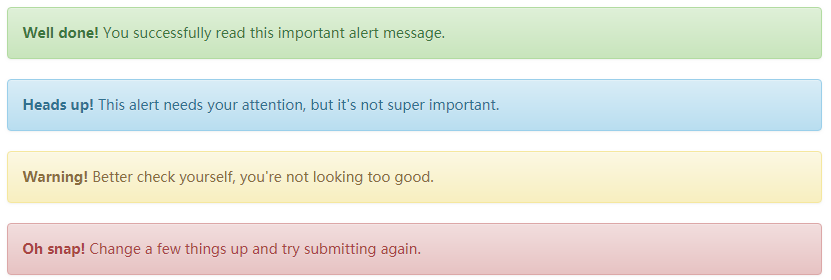 Well done! You successfully read this important alert message.
Heads up! This alert needs your attention, but it's not super important.
Warning! Better check yourself, you're not looking too good.
Oh snap! Change a few things up and try submitting again.